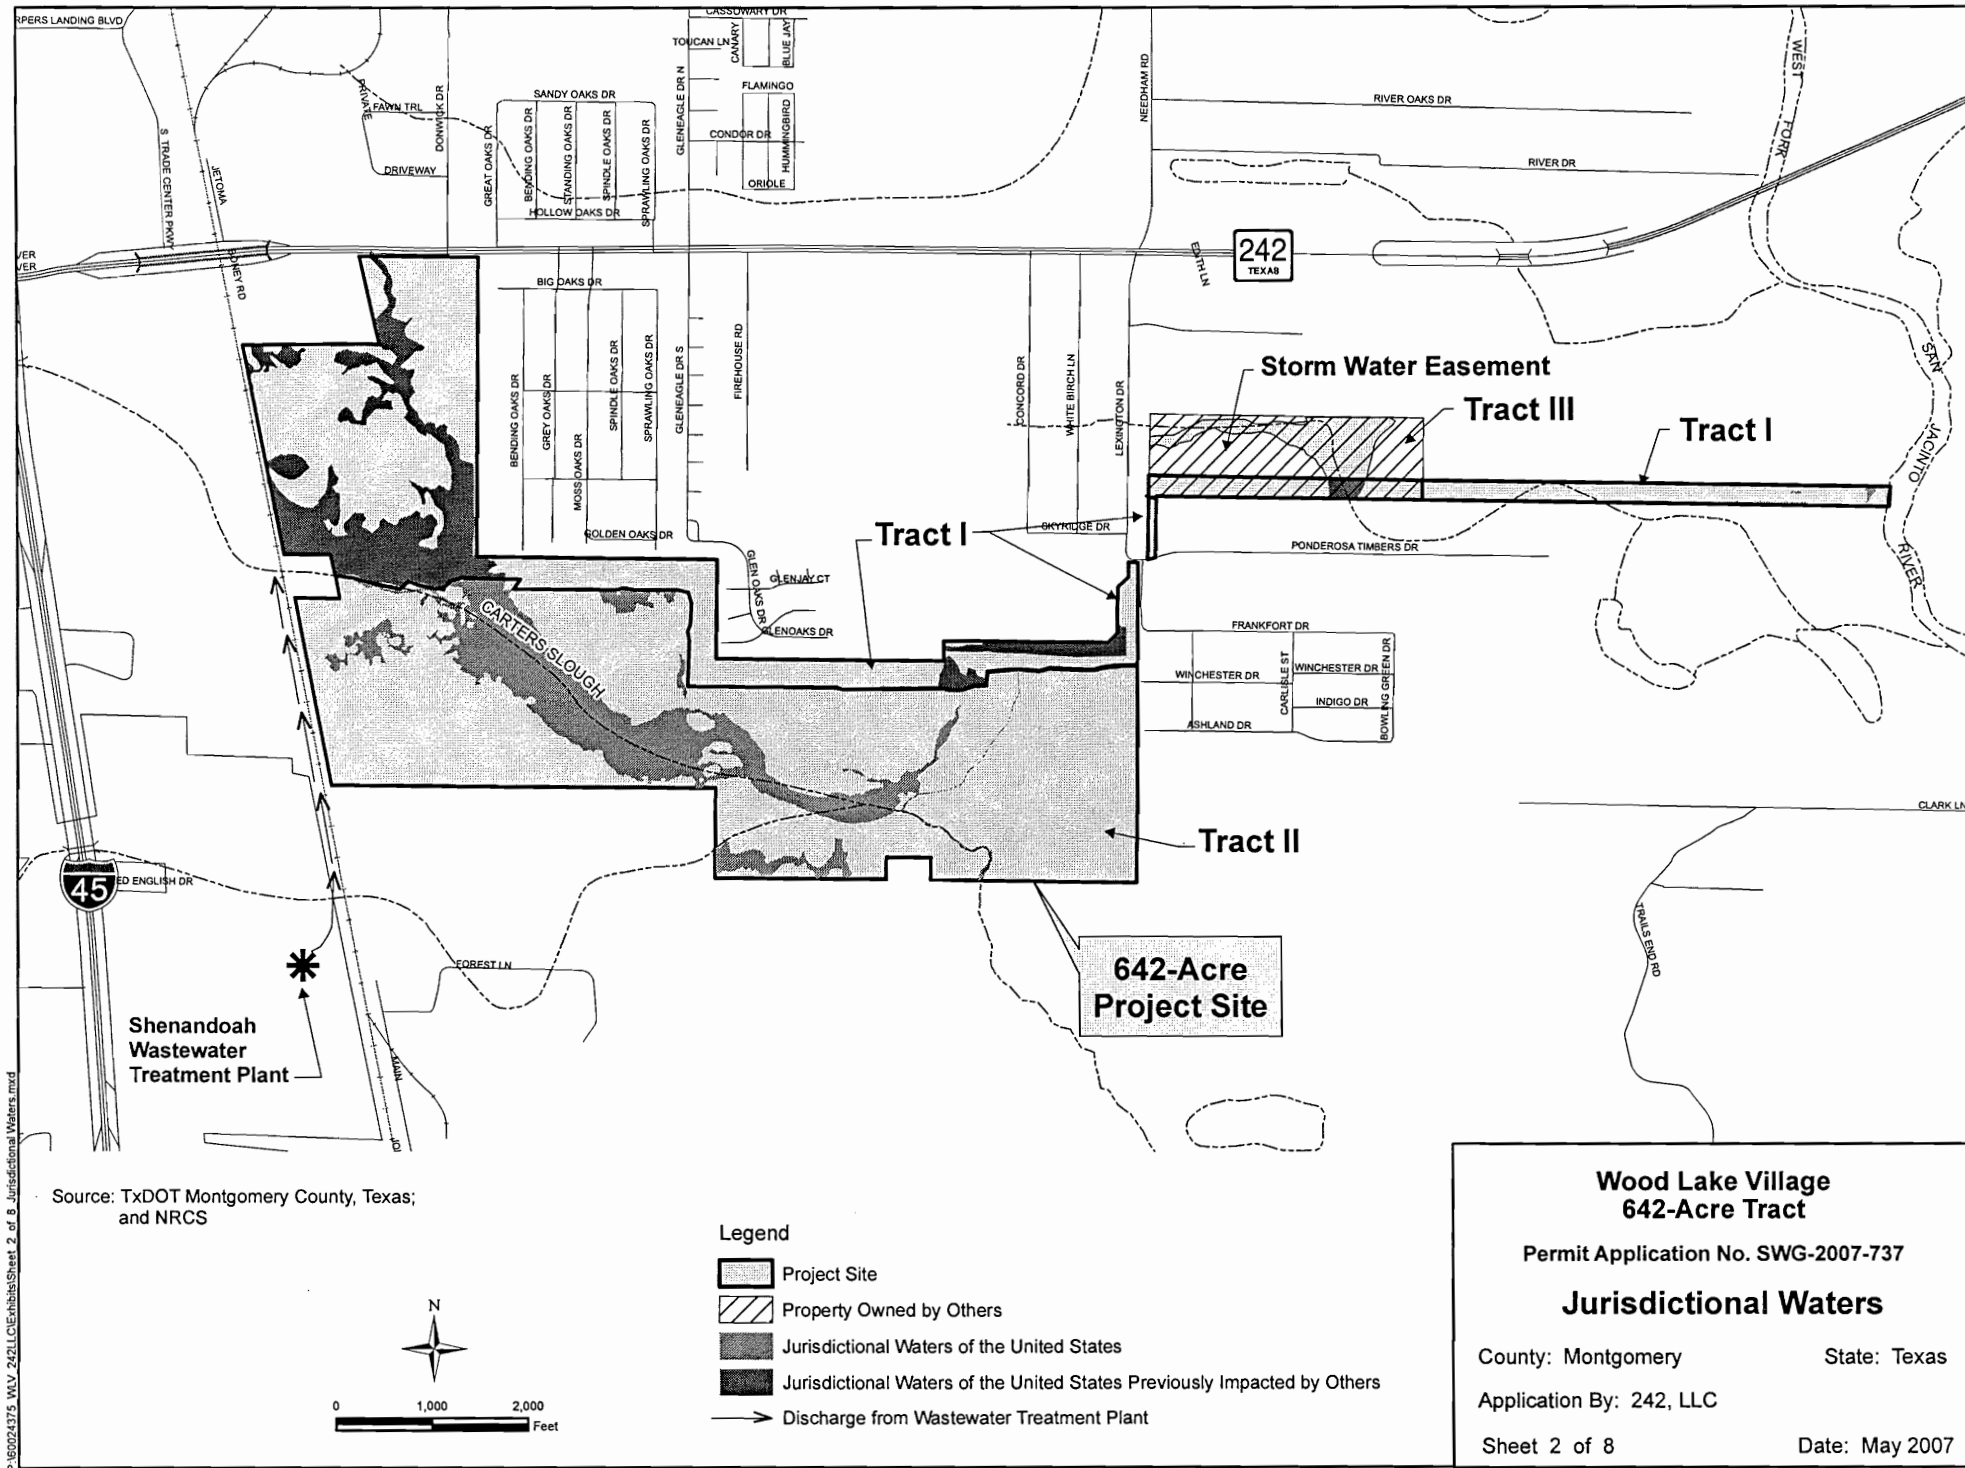 RPERS LANDING BLVD
CASSOWARY DR
TOUCAN LN
CANARY
BLUE JAY
FLAMINGO
HUMMINGBIRD
CONDOR DR
ORIOLE
GLENEAGLE DR N
PRIVATE
FAWN TRL
DRIVEWAY
DONWICK DR
SANDY OAKS DR
GREAT OAKS DR
BENDING OAKS DR
STANDING OAKS DR
SPINDLE OAKS DR
SPRAWLING OAKS DR
HOLLOW OAKS DR
S TRADE CENTER PKWY
JETOMA
NEEDHAM RD
RIVER OAKS DR
RIVER DR
WEST
FORK
SAN
JACINTO
RIVER
VER
VER
242
TEXAS
EDITH LN
BIG OAKS DR
BENDING OAKS DR
GREY OAKS DR
MOSS OAKS DR
SPINDLE OAKS DR
SPRAWLING OAKS DR
GOLDEN OAKS DR
GLENEAGLE DR S
FIREHOUSE RD
CONCORD DR
WHITE BIRCH LN
LEXINGTON DR
SKYRIDGE DR
Storm Water Easement
Tract III
Tract I
Tract I
PONDEROSA TIMBERS DR
GLEN OAKS DR
GLENJAY CT
GLENOAKS DR
CARTERS SLOUGH
FRANKFORT DR
WINCHESTER DR
WINCHESTER DR
CARLISLE ST
INDIGO DR
BOWLING GREEN DR
ASHLAND DR
CLARK LN
TRAILS END RD
Tract II
45
ED ENGLISH DR
FOREST LN
MAIN
642-Acre
Project Site
Shenandoah
Wastewater
Treatment Plant
Source: TxDOT Montgomery County, Texas;
and NRCS
N
0 1,000 2,000
Feet
Legend
Project Site
Property Owned by Others
Jurisdictional Waters of the United States
Jurisdictional Waters of the United States Previously Impacted by Others
Discharge from Wastewater Treatment Plant
Wood Lake Village
642-Acre Tract
Permit Application No. SWG-2007-737
Jurisdictional Waters
County: Montgomery State: Texas
Application By: 242, LLC
Sheet 2 of 8 Date: May 2007
P:\60024375_WLV_242LLC\Exhibits\Sheet 2 of 8 Jurisdictional Waters.mxd